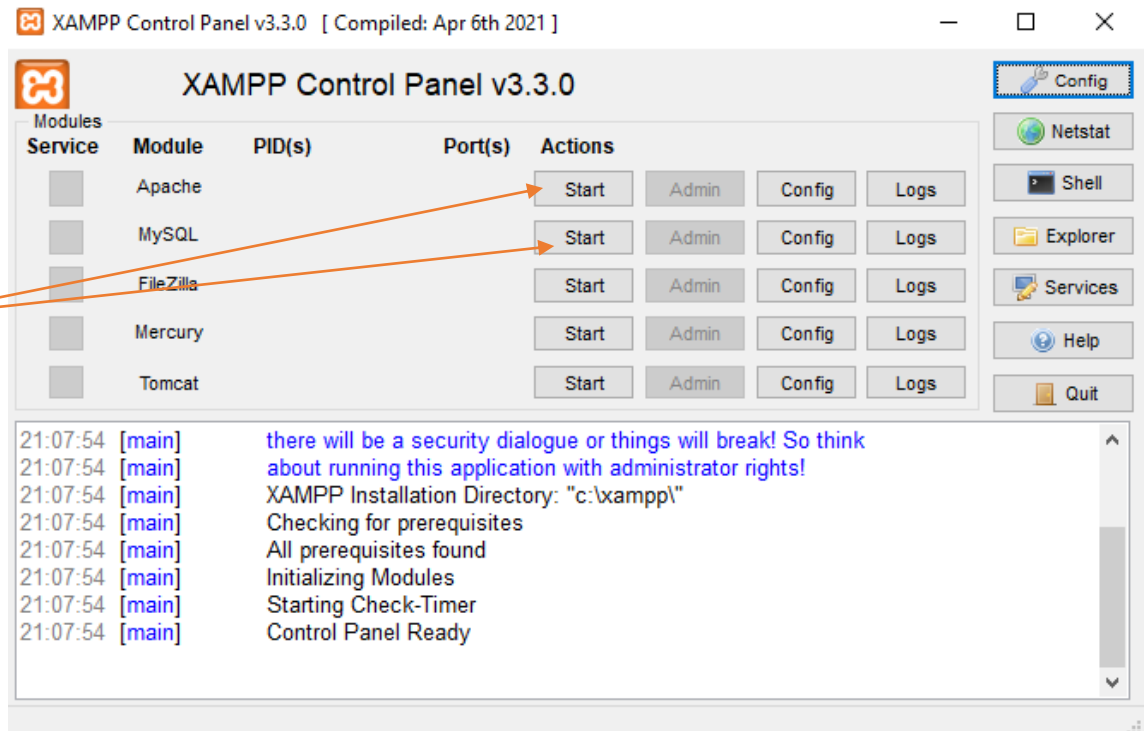 XAMPP Control Panel v3.3.0 [ Compiled: Apr 6th 2021 ]
XAMPP Control Panel v3.3.0
Config
Modules
Service Module PID(s) Port(s) Actions
Netstat
Apache Start Admin Config Logs
Shell
MySQL Start Admin Config Logs
Explorer
FileZilla Start Admin Config Logs
Services
Mercury Start Admin Config Logs
Help
Tomcat Start Admin Config Logs
Quit
21:07:54 [main] there will be a security dialogue or things will break! So think
21:07:54 [main] about running this application with administrator rights!
21:07:54 [main] XAMPP Installation Directory: "c:\xampp\"
21:07:54 [main] Checking for prerequisites
21:07:54 [main] All prerequisites found
21:07:54 [main] Initializing Modules
21:07:54 [main] Starting Check-Timer
21:07:54 [main] Control Panel Ready